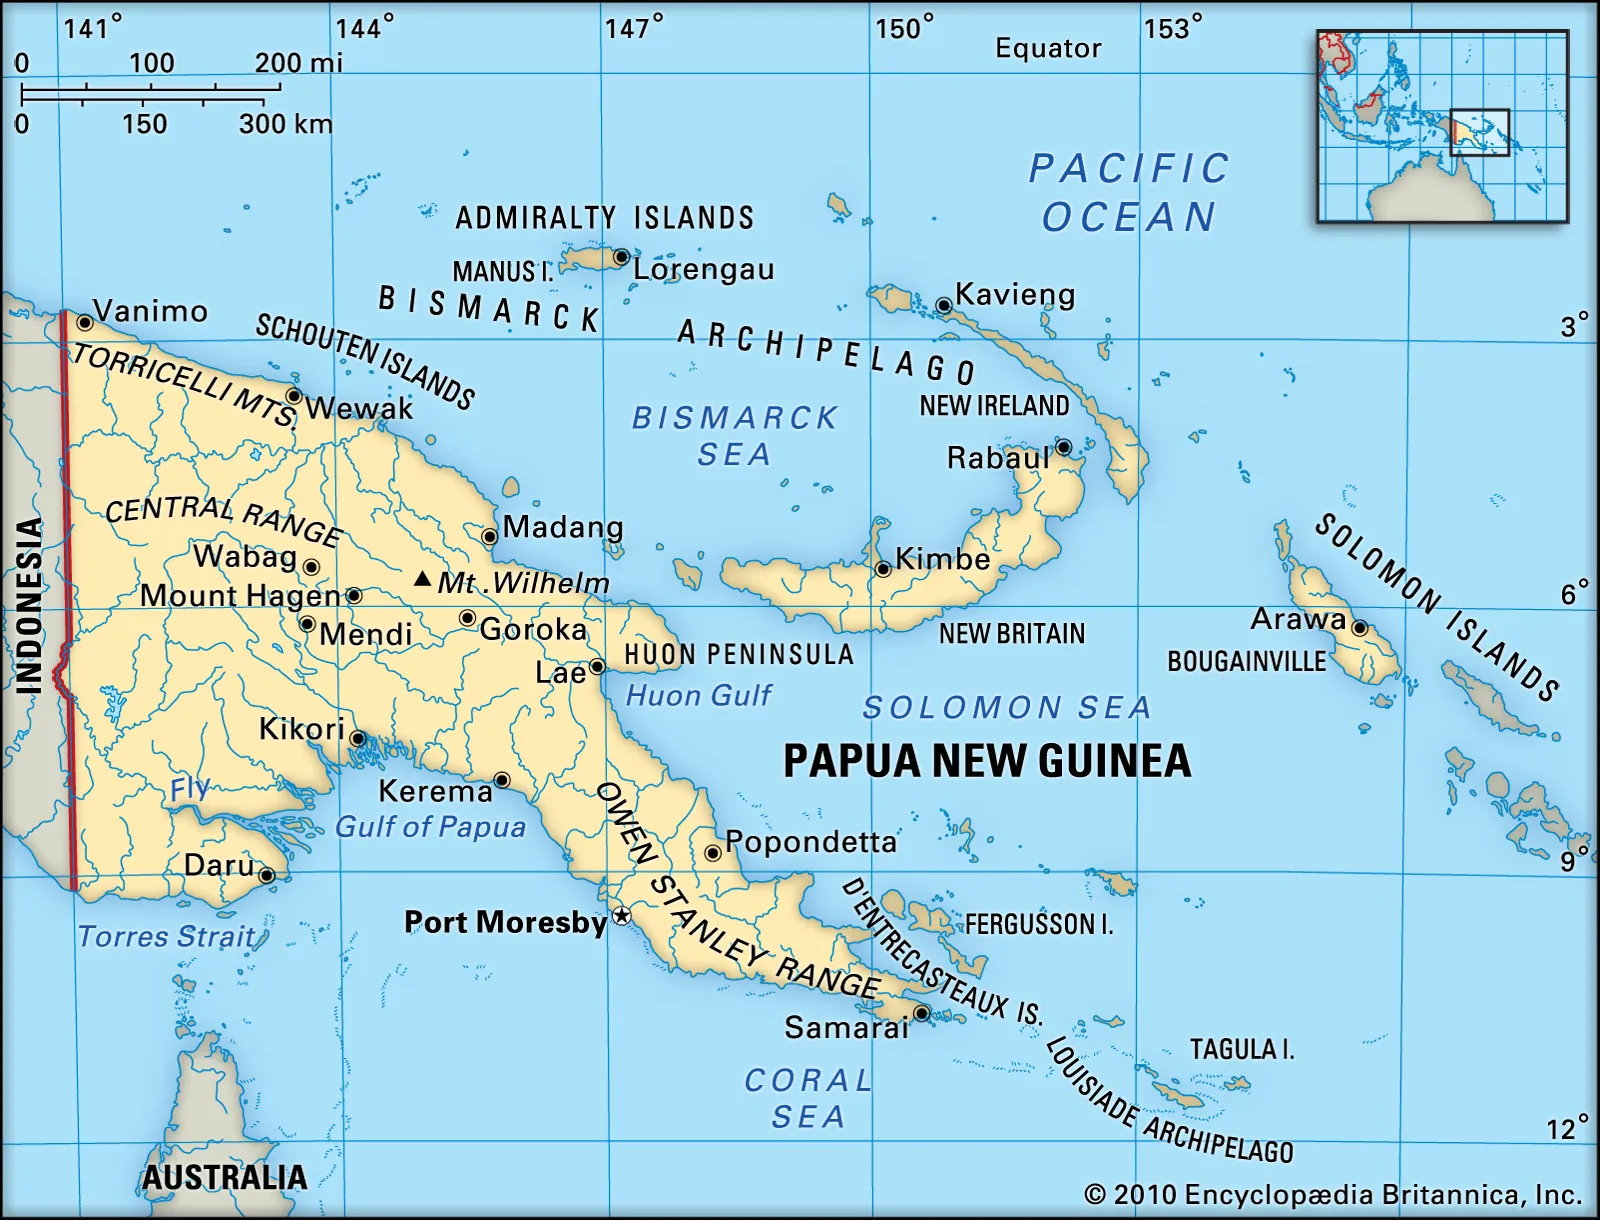 141°
144°
147°
150°
153°
Equator
0 100 200 mi
0 150 300 km
PACIFIC
OCEAN
ADMIRALTY ISLANDS
MANUS I.
Lorengau
BISMARCK ARCHIPELAGO
Kavieng
Vanimo
SCHOUTEN ISLANDS
3°
TORRICELLI MTS.
Wewak
BISMARCK
SEA
NEW IRELAND
Rabaul
CENTRAL RANGE
Madang
SOLOMON ISLANDS
INDONESIA
Wabag
Mt. Wilhelm
Kimbe
Mount Hagen
6°
Mendi
Goroka
NEW BRITAIN
Arawa
Lae
HUON PENINSULA
BOUGAINVILLE
Huon Gulf
SOLOMON SEA
Kikori
PAPUA NEW GUINEA
Fly
Kerema
Gulf of Papua
OWEN STANLEY RANGE
Popondetta
9°
Daru
D'ENTRECASTEAUX IS.
FERGUSSON I.
Port Moresby
Torres Strait
Samarai
TAGULA I.
LOUISIADE ARCHIPELAGO
CORAL
SEA
12°
AUSTRALIA
© 2010 Encyclopædia Britannica, Inc.